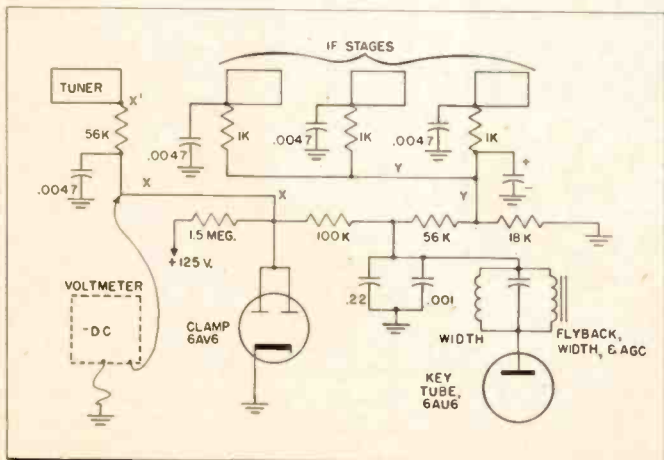 IF STAGES
TUNER
X'
56K
.0047
1K
.0047
1K
.0047
1K
.0047
+
-
X
X
Y
Y
1.5 MEG.
100K
56K
18K
+125 V.
VOLTMETER
-DC
CLAMP
6AV6
.22
.001
WIDTH
FLYBACK,
WIDTH, & AGC
KEY
TUBE,
6AU6